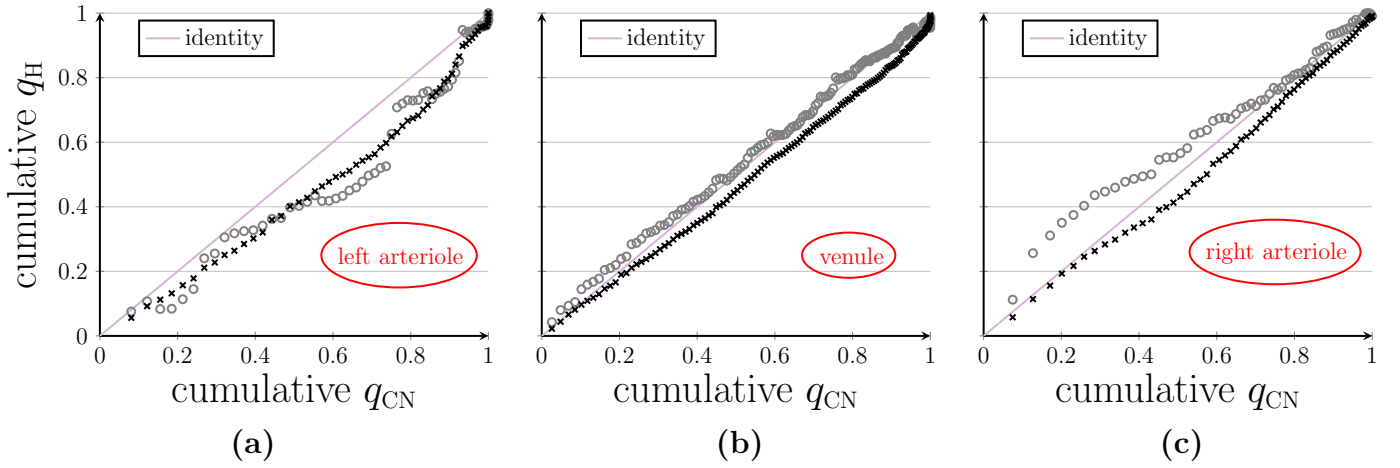 cumulative q_H
1
0.8
0.6
0.4
0.2
0
identity
left arteriole
0 0.2 0.4 0.6 0.8 1
cumulative q_CN
(a)
identity
venule
0 0.2 0.4 0.6 0.8 1
cumulative q_CN
(b)
identity
right arteriole
0 0.2 0.4 0.6 0.8 1
cumulative q_CN
(c)